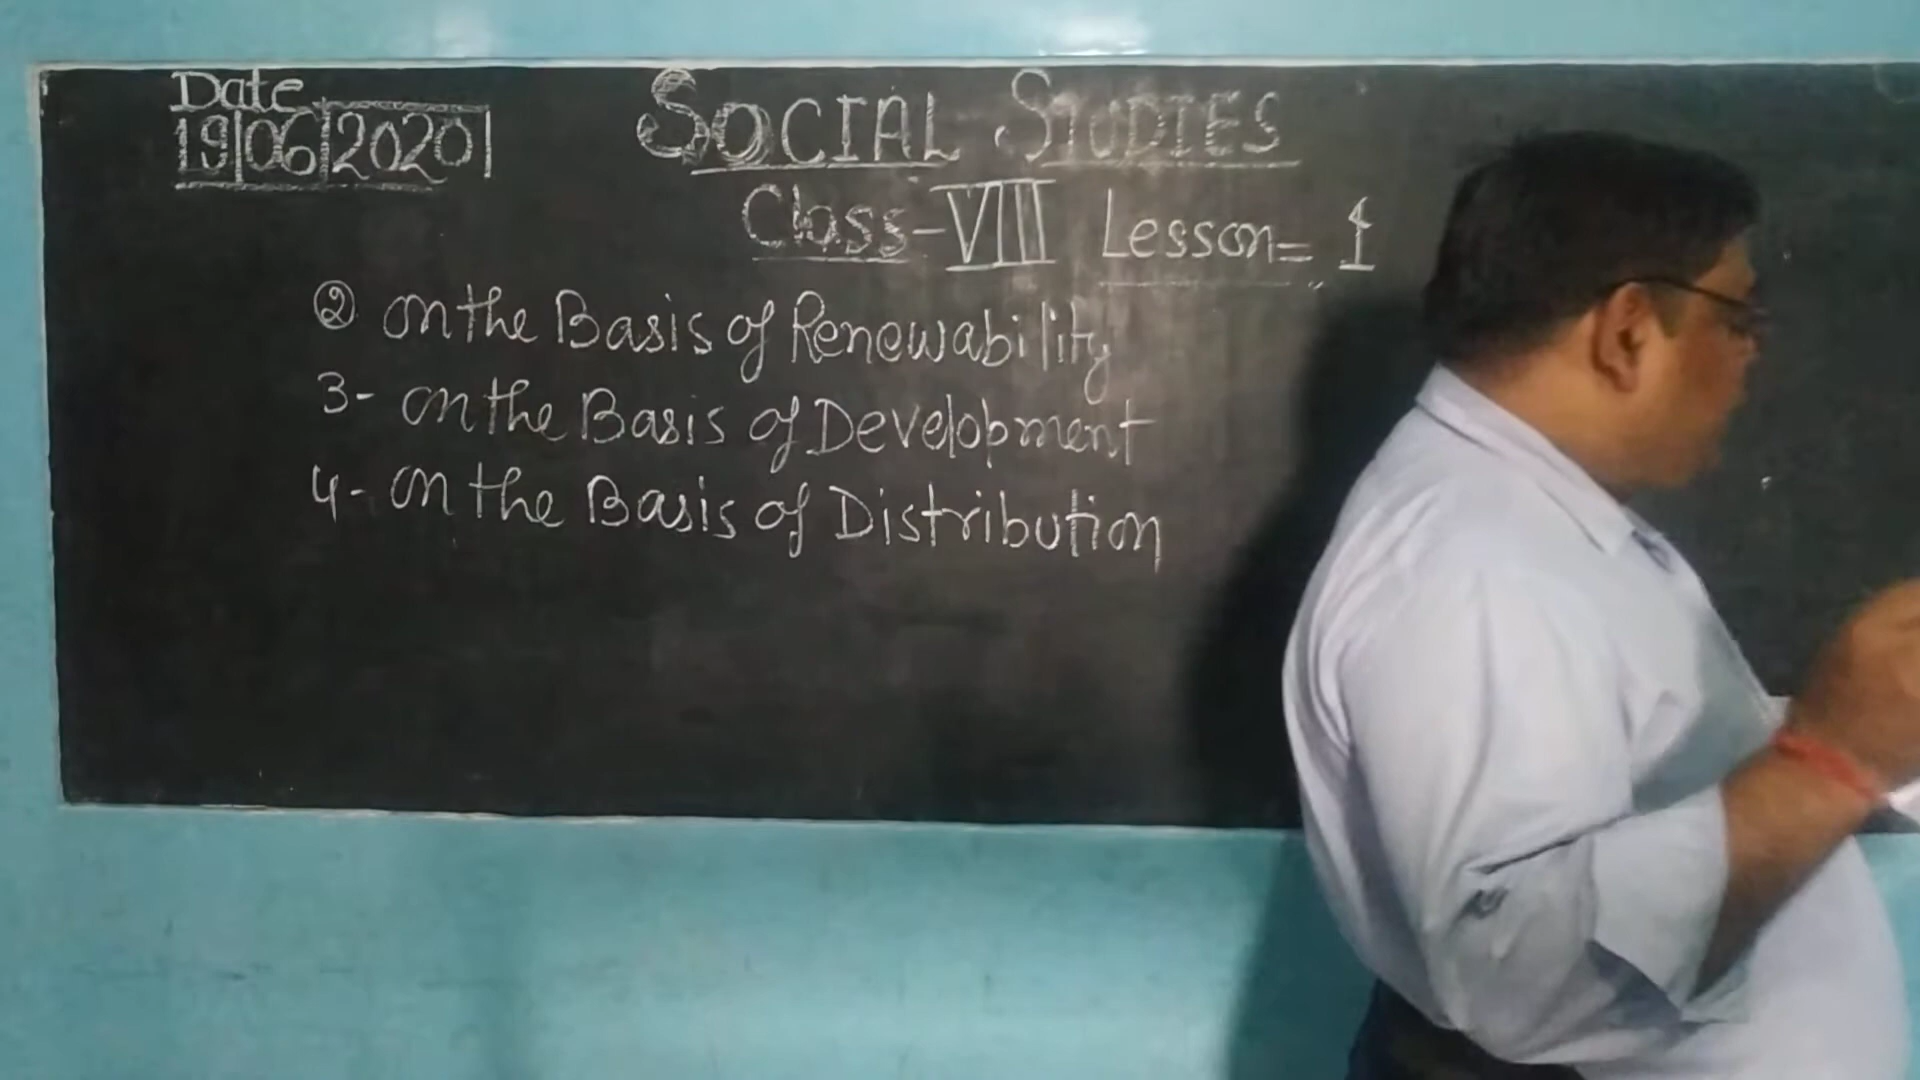 Date
19|06|2020|
SOCIAL STUDIES
Class-VIII Lesson= 1
② on the Basis of Renewability
3- on the Basis of Development
4- on the Basis of Distribution